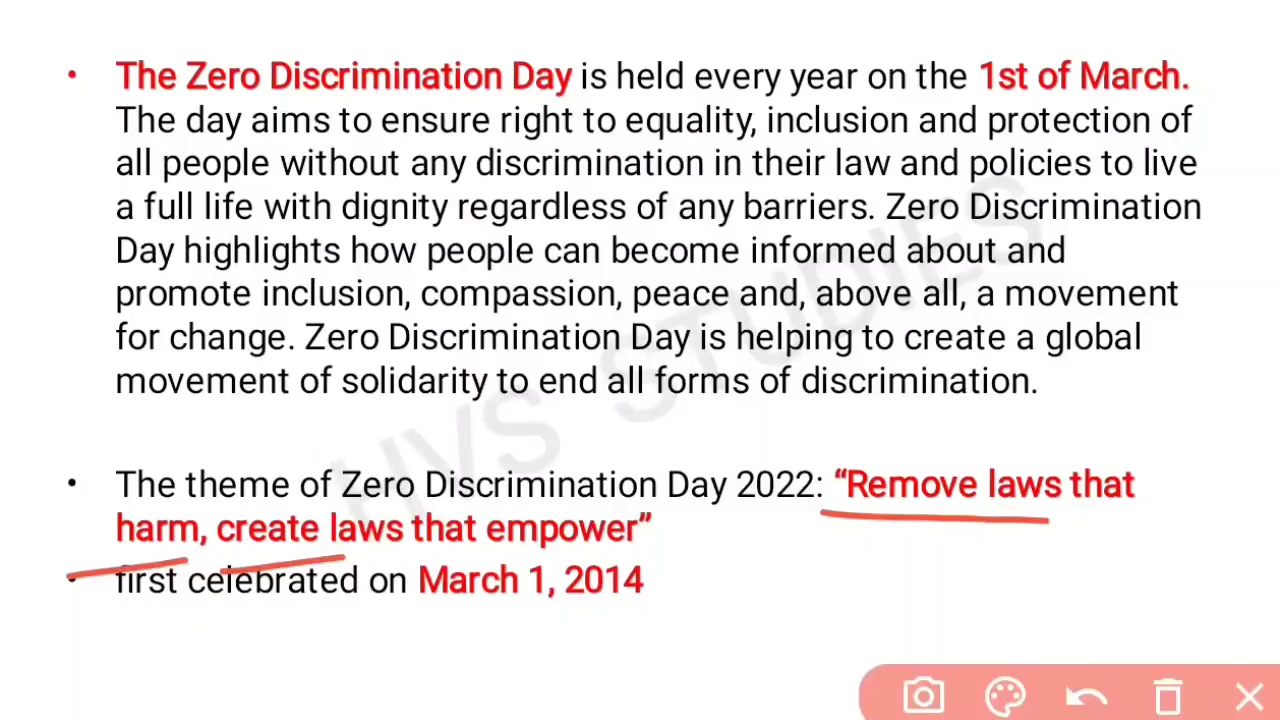 • The Zero Discrimination Day is held every year on the 1st of March.
The day aims to ensure right to equality, inclusion and protection of
all people without any discrimination in their law and policies to live
a full life with dignity regardless of any barriers. Zero Discrimination
Day highlights how people can become informed about and
promote inclusion, compassion, peace and, above all, a movement
for change. Zero Discrimination Day is helping to create a global
movement of solidarity to end all forms of discrimination.
• The theme of Zero Discrimination Day 2022: “Remove laws that
harm, create laws that empower”
• first celebrated on March 1, 2014
UVS STUDIES